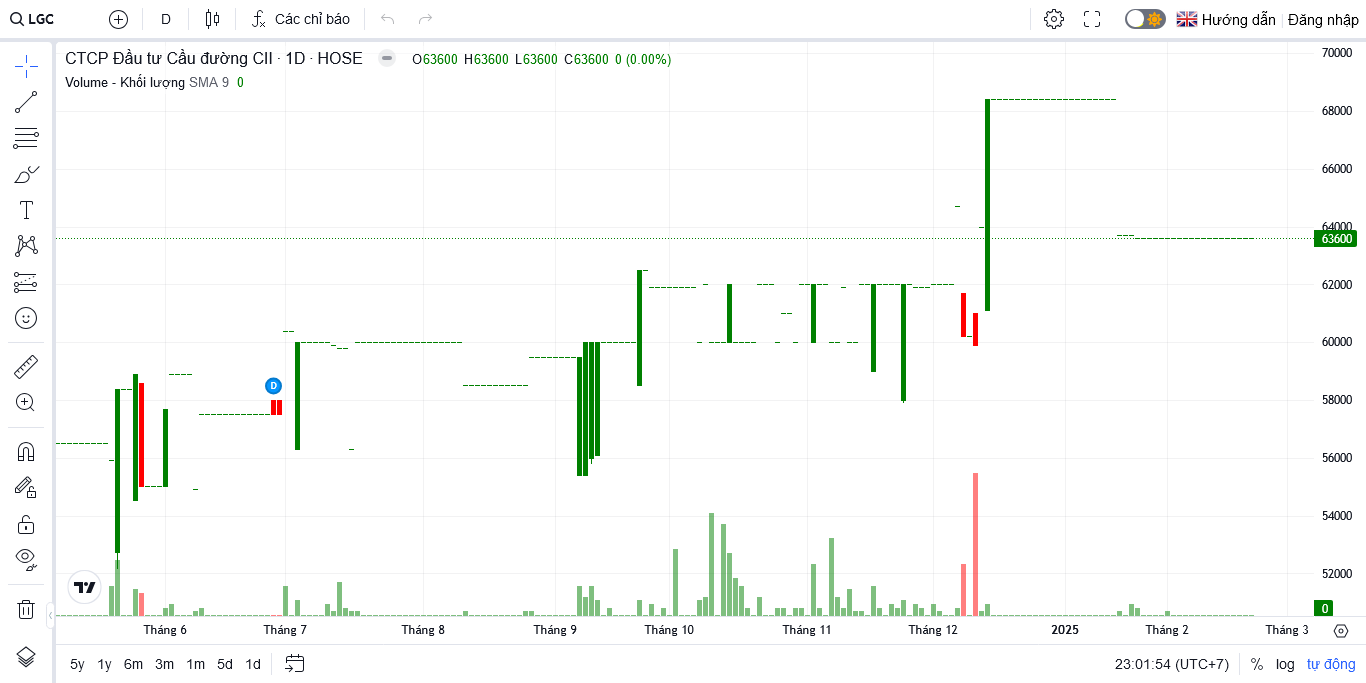 LGC D Các chỉ báo Hướng dẫn Đăng nhập
CTCP Đầu tư Cầu đường CII · 1D · HOSE O63600 H63600 L63600 C63600 0 (0.00%)
Volume - Khối lượng SMA 9 0
70000
68000
66000
64000
63600
62000
60000
D
58000
56000
54000
52000
0
Tháng 6 Tháng 7 Tháng 8 Tháng 9 Tháng 10 Tháng 11 Tháng 12 2025 Tháng 2 Tháng 3
5y 1y 6m 3m 1m 5d 1d 23:01:54 (UTC+7) % log tự động